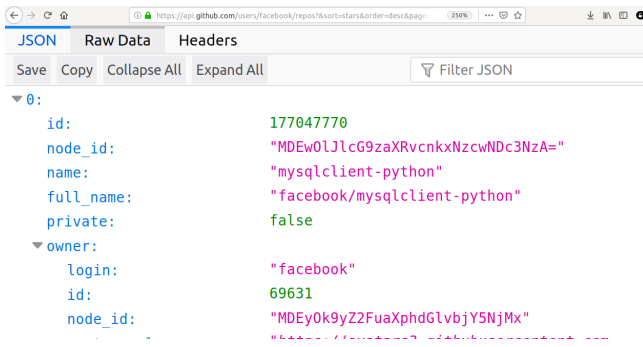 https://api.github.com/users/facebook/repos?&sort=stars&order=desc&page 250%
JSON Raw Data Headers
Save Copy Collapse All Expand All Filter JSON
0:
id: 177047770
node_id: "MDEwOlJlcG9zaXRvcnkxNzcwNDc3NzA="
name: "mysqlclient-python"
full_name: "facebook/mysqlclient-python"
private: false
owner:
login: "facebook"
id: 69631
node_id: "MDEyOk9yZ2FuaXphdGlvbjY5NjMx"